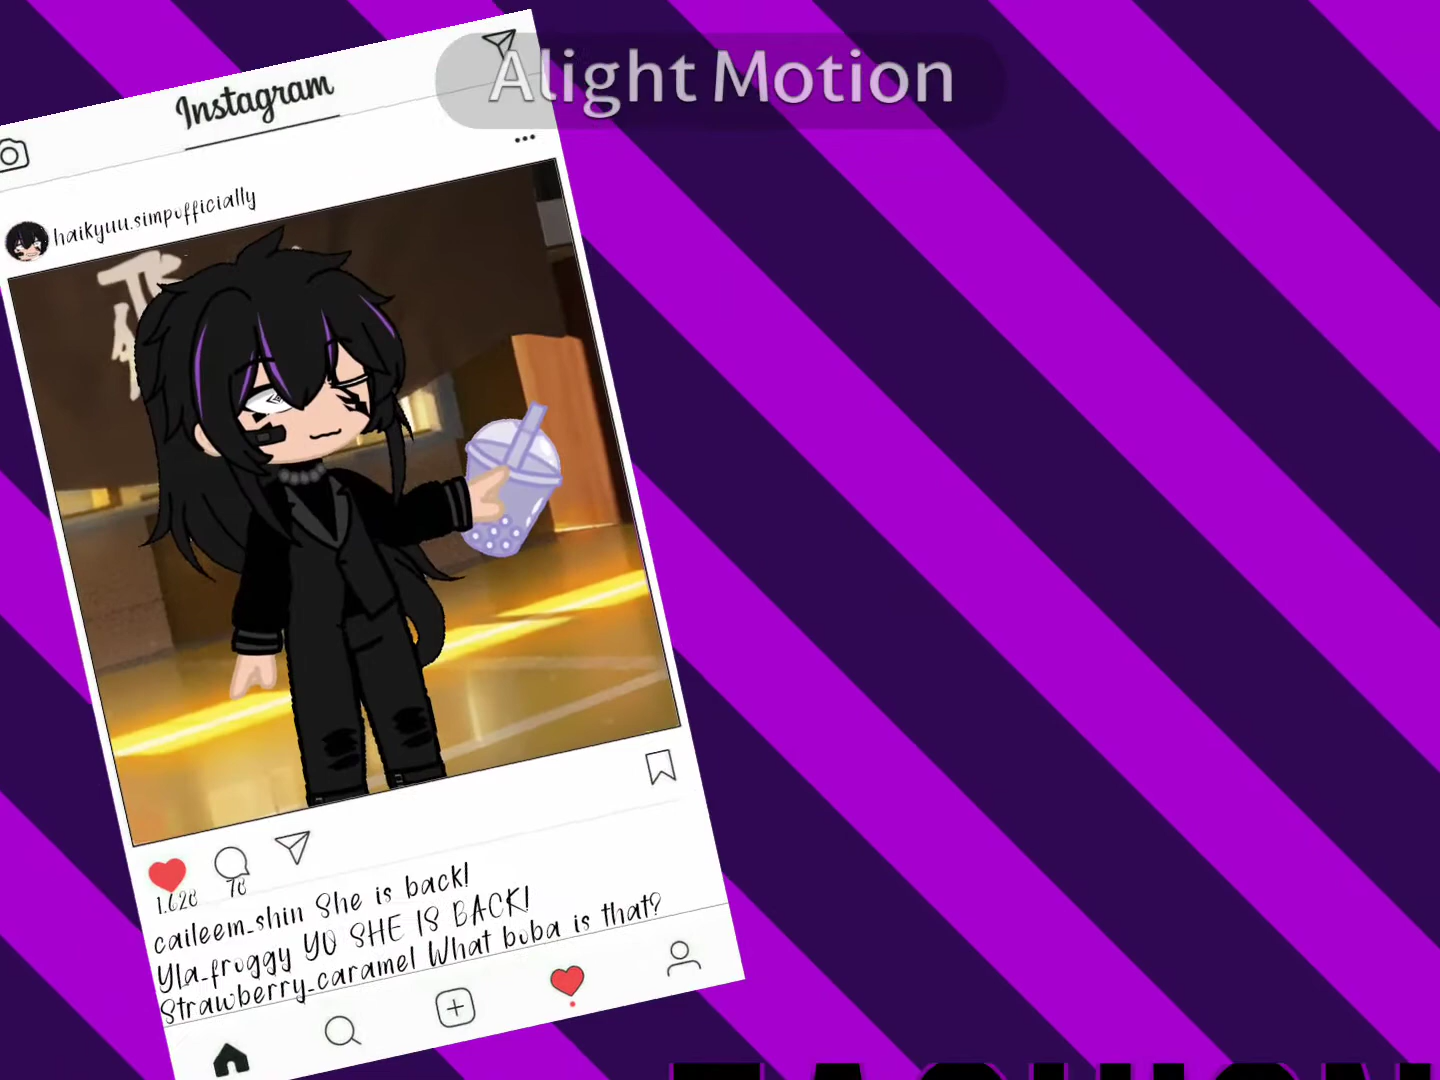 Alight Motion
Instagram
haikyuu.simpofficially
1.628
78
caileem_shin She is back!
Yla_froggy YO SHE IS BACK!
Strawberry_caramel What boba is that?